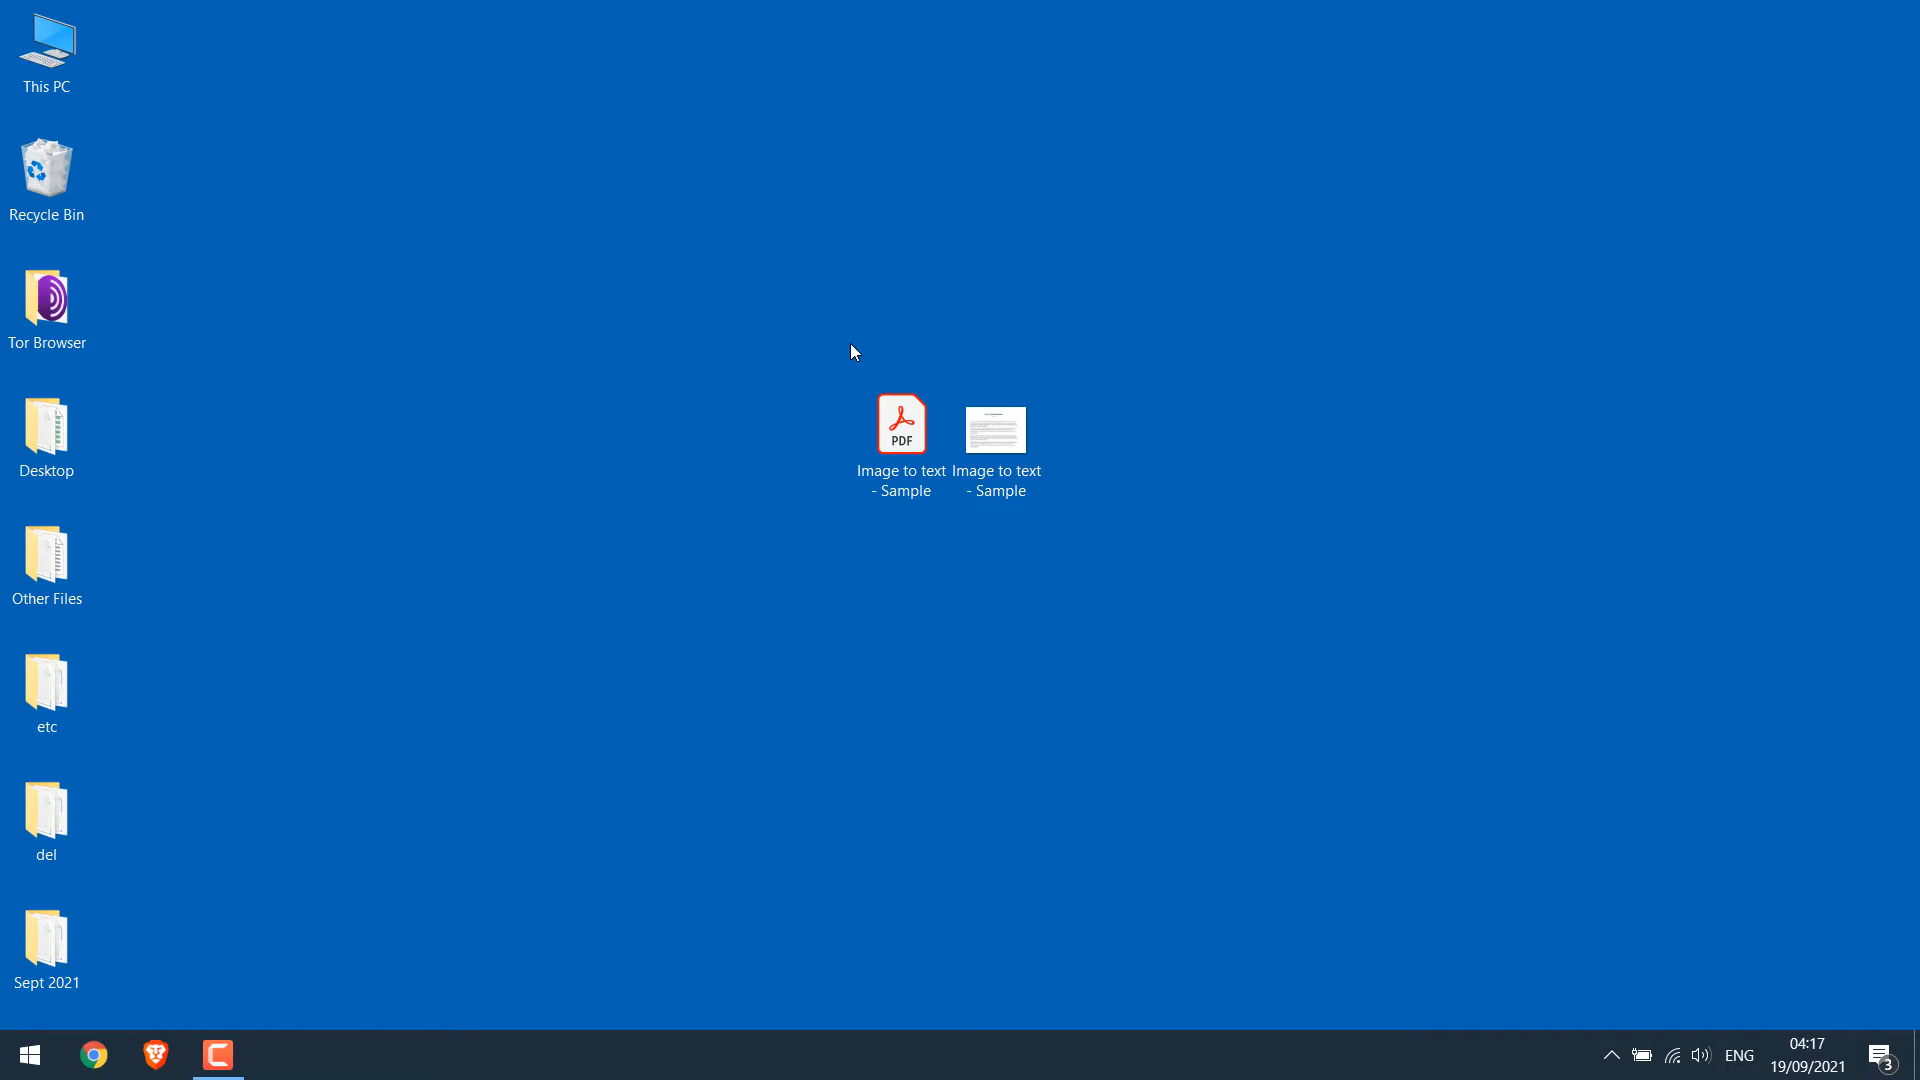 This PC
Recycle Bin
Tor Browser
Desktop
Other Files
etc
del
Sept 2021
PDF
Image to text
- Sample
Image to text
- Sample
ENG
04:17
19/09/2021
3